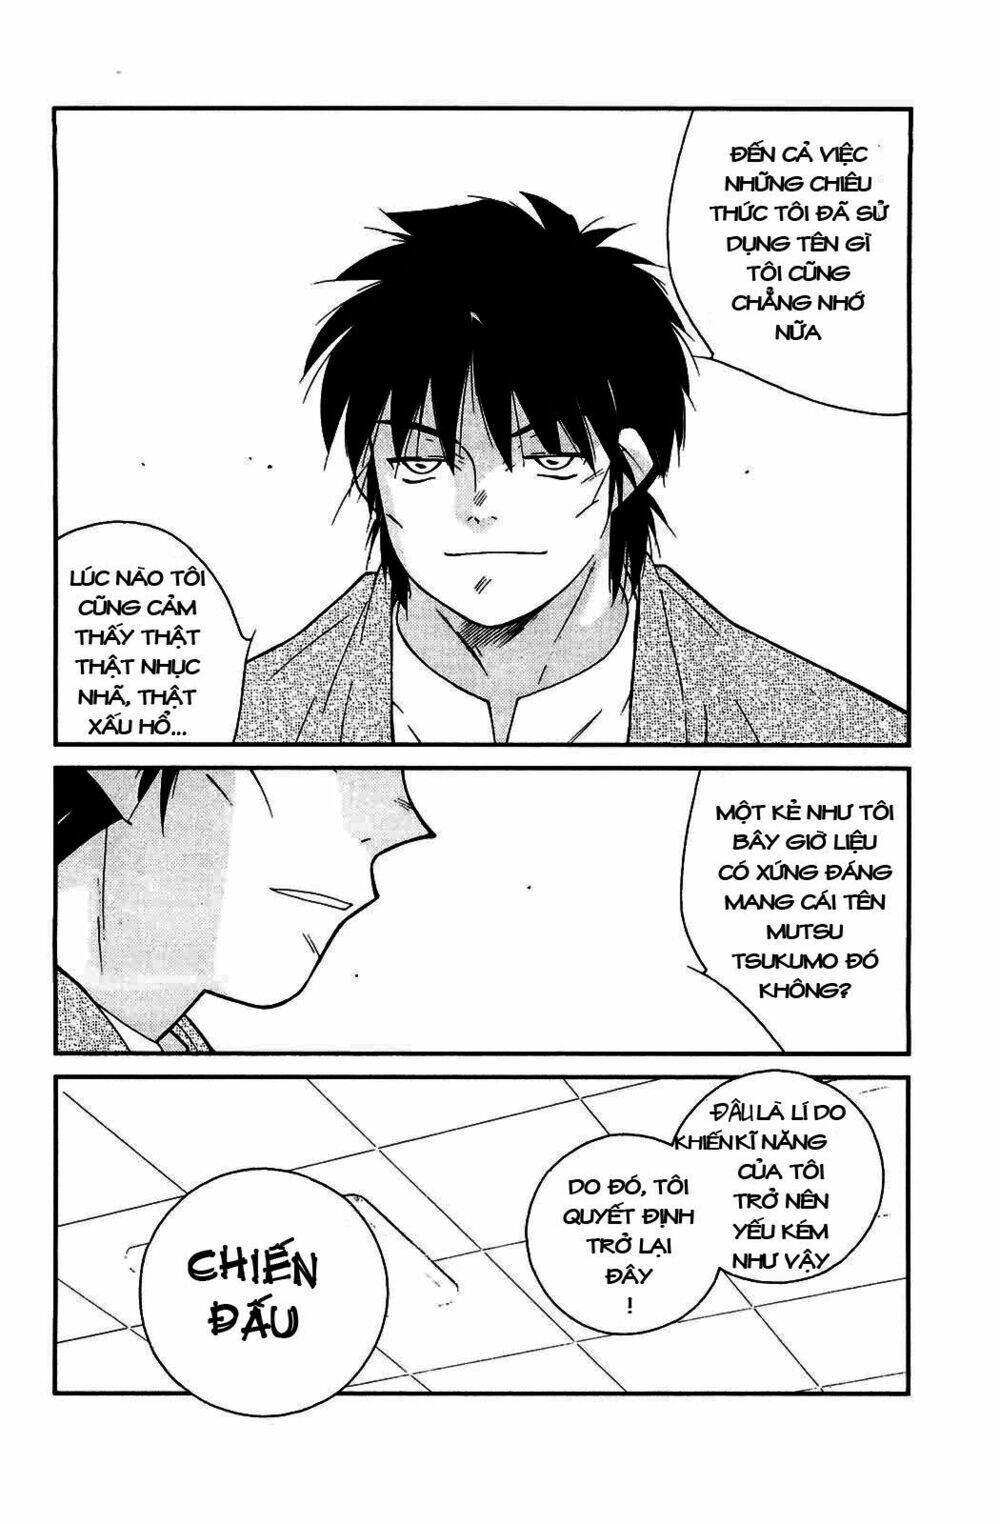 ĐẾN CẢ VIỆC
NHỮNG CHIÊU
THỨC TÔI ĐÃ SỬ
DỤNG TÊN GÌ
TÔI CŨNG
CHẲNG NHỚ
NỮA
LÚC NÀO TÔI
CŨNG CẢM
THẤY THẬT
THẬT NHỤC
NHÃ, THẬT
XẤU HỔ...
MỘT KẺ NHƯ TÔI
BÂY GIỜ LIỆU
CÓ XỨNG ĐÁNG
MANG CÁI TÊN
MUTSU
TSUKUMO ĐÓ
KHÔNG?
ĐÂU LÀ LÍ DO
KHIẾN KĨ NĂNG
CỦA TÔI
TRỞ NÊN
YẾU KÉM
NHƯ VẬY
DO ĐÓ, TÔI
QUYẾT ĐỊNH
TRỞ LẠI
ĐÂY
!
CHIẾN
ĐẤU